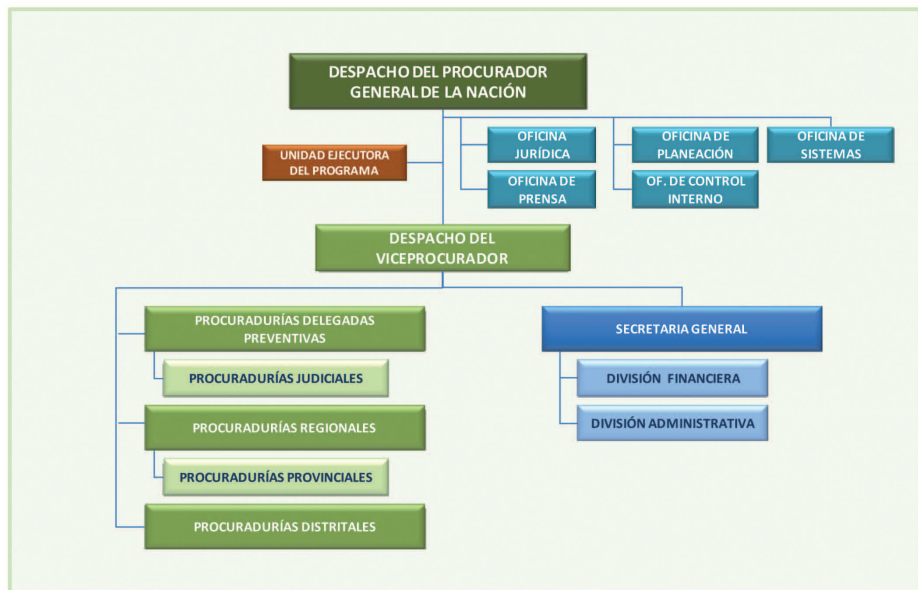 DESPACHO DEL PROCURADOR
GENERAL DE LA NACIÓN
OFICINA
JURÍDICA
OFICINA DE
PLANEACIÓN
OFICINA DE
SISTEMAS
UNIDAD EJECUTORA
DEL PROGRAMA
OFICINA DE
PRENSA
OF. DE CONTROL
INTERNO
DESPACHO DEL
VICEPROCURADOR
PROCURADURÍAS DELEGADAS
PREVENTIVAS
PROCURADURÍAS JUDICIALES
PROCURADURÍAS REGIONALES
PROCURADURÍAS PROVINCIALES
PROCURADURÍAS DISTRITALES
SECRETARIA GENERAL
DIVISIÓN FINANCIERA
DIVISIÓN ADMINISTRATIVA